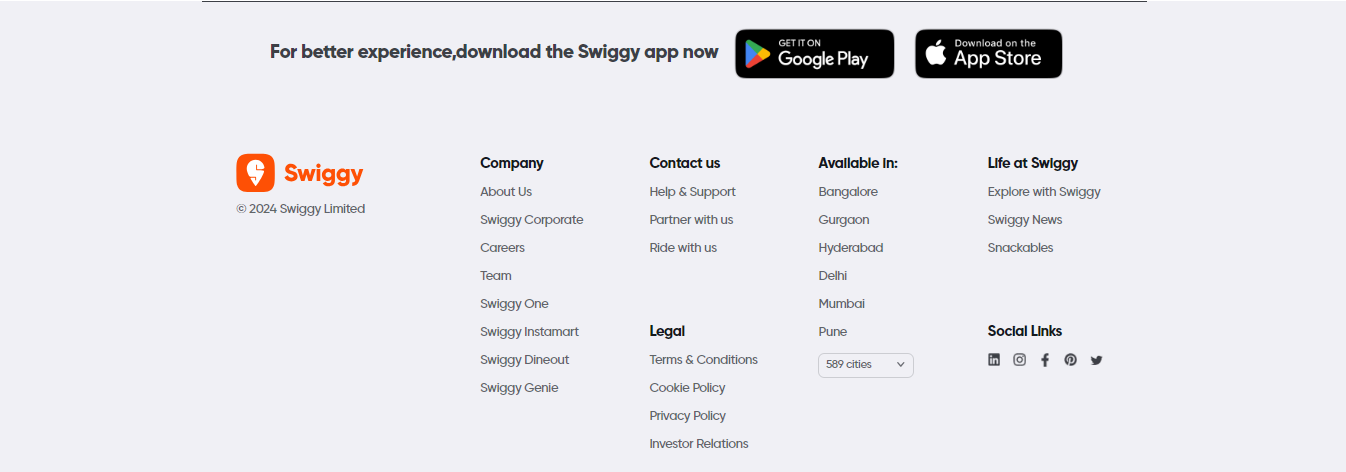 For better experience,download the Swiggy app now
GET IT ON
Google Play
Download on the
App Store
Swiggy
© 2024 Swiggy Limited
Company
About Us
Swiggy Corporate
Careers
Team
Swiggy One
Swiggy Instamart
Swiggy Dineout
Swiggy Genie
Contact us
Help & Support
Partner with us
Ride with us
Legal
Terms & Conditions
Cookie Policy
Privacy Policy
Investor Relations
Available in:
Bangalore
Gurgaon
Hyderabad
Delhi
Mumbai
Pune
589 cities
Life at Swiggy
Explore with Swiggy
Swiggy News
Snackables
Social Links